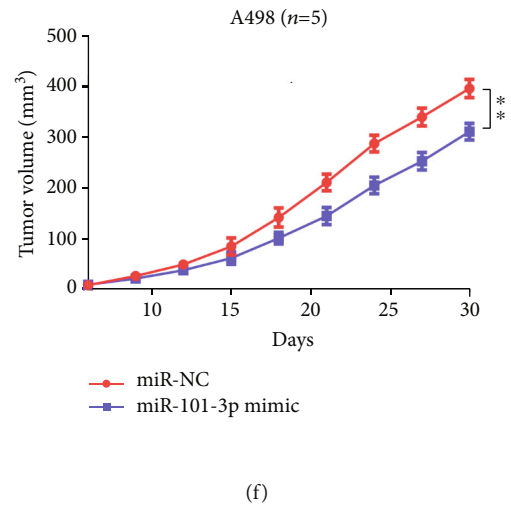 A498 (n=5)
500
400
300
200
100
0
Tumor volume (mm³)
**
10
15
20
25
30
Days
miR-NC
miR-101-3p mimic
(f)